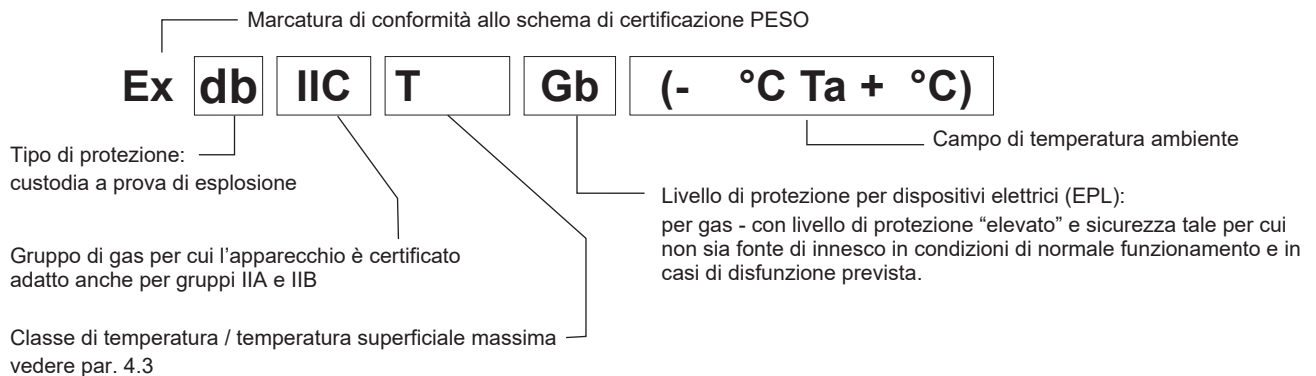 Marcatura di conformità allo schema di certificazione PESO
Ex db IIC T Gb (- °C Ta + °C)
Campo di temperatura ambiente
Tipo di protezione:
custodia a prova di esplosione
Livello di protezione per dispositivi elettrici (EPL):
per gas - con livello di protezione “elevato” e sicurezza tale per cui
non sia fonte di innesco in condizioni di normale funzionamento e in
casi di disfunzione prevista.
Gruppo di gas per cui l’apparecchio è certificato
adatto anche per gruppi IIA e IIB
Classe di temperatura / temperatura superficiale massima
vedere par. 4.3